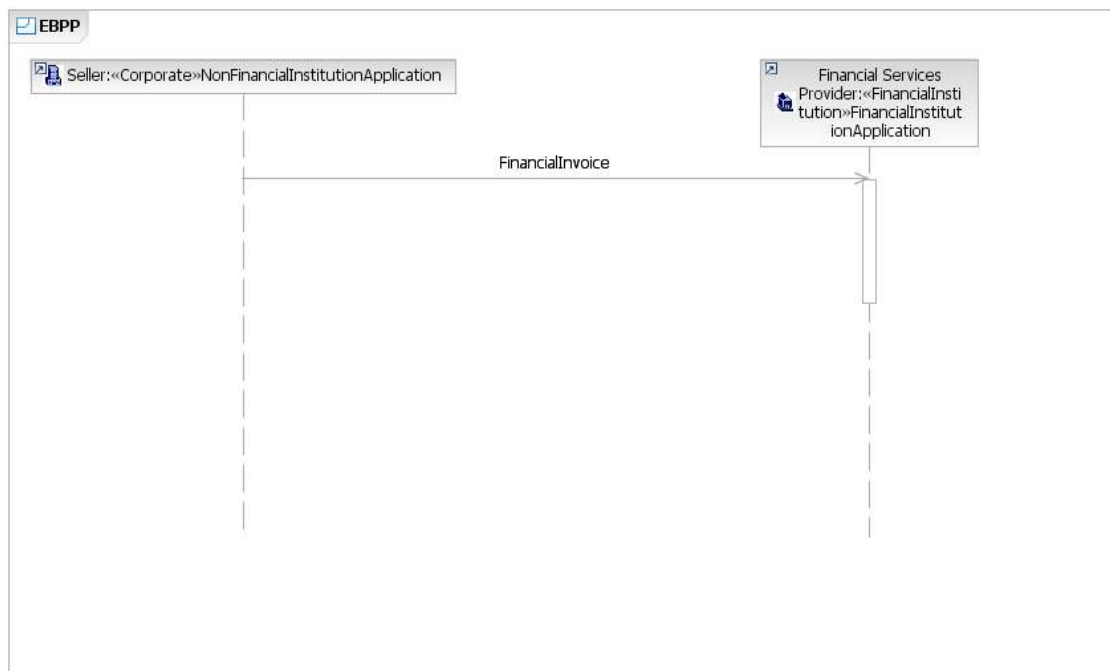 EBPP
Seller:«Corporate»NonFinancialInstitutionApplication
Financial Services
Provider:«FinancialInsti
tution»FinancialInstitut
ionApplication
FinancialInvoice